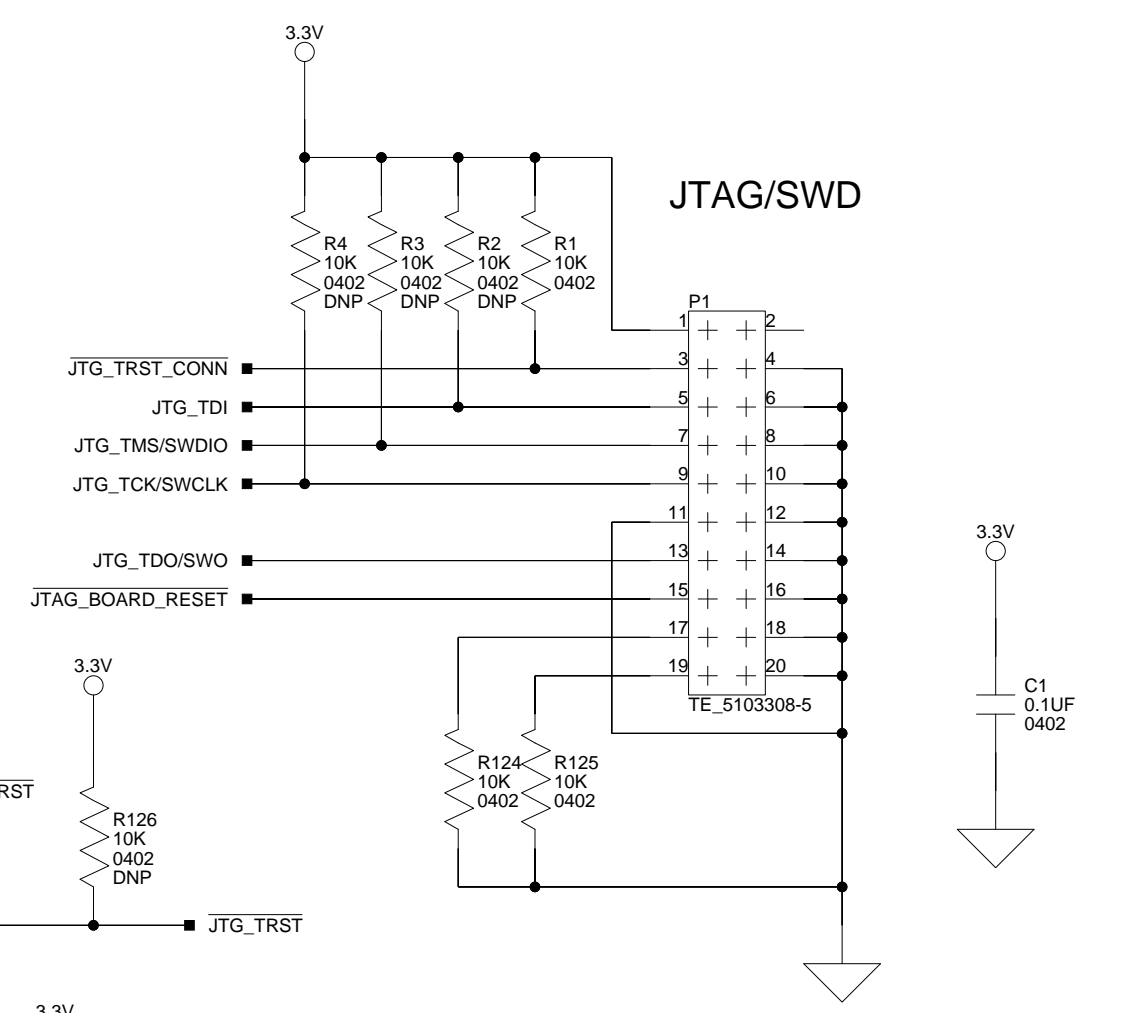 3.3V
JTAG/SWD
R4
10K
0402
DNP
R3
10K
0402
DNP
R2
10K
0402
DNP
R1
10K
0402
P1
1 2
3 4
5 6
7 8
9 10
11 12
13 14
15 16
17 18
19 20
TE_5103308-5
JTG_TRST_CONN
JTG_TDI
JTG_TMS/SWDIO
JTG_TCK/SWCLK
JTG_TDO/SWO
JTAG_BOARD_RESET
3.3V
C1
0.1UF
0402
R124
10K
0402
R125
10K
0402
3.3V
RST
R126
10K
0402
DNP
JTG_TRST
3.3V